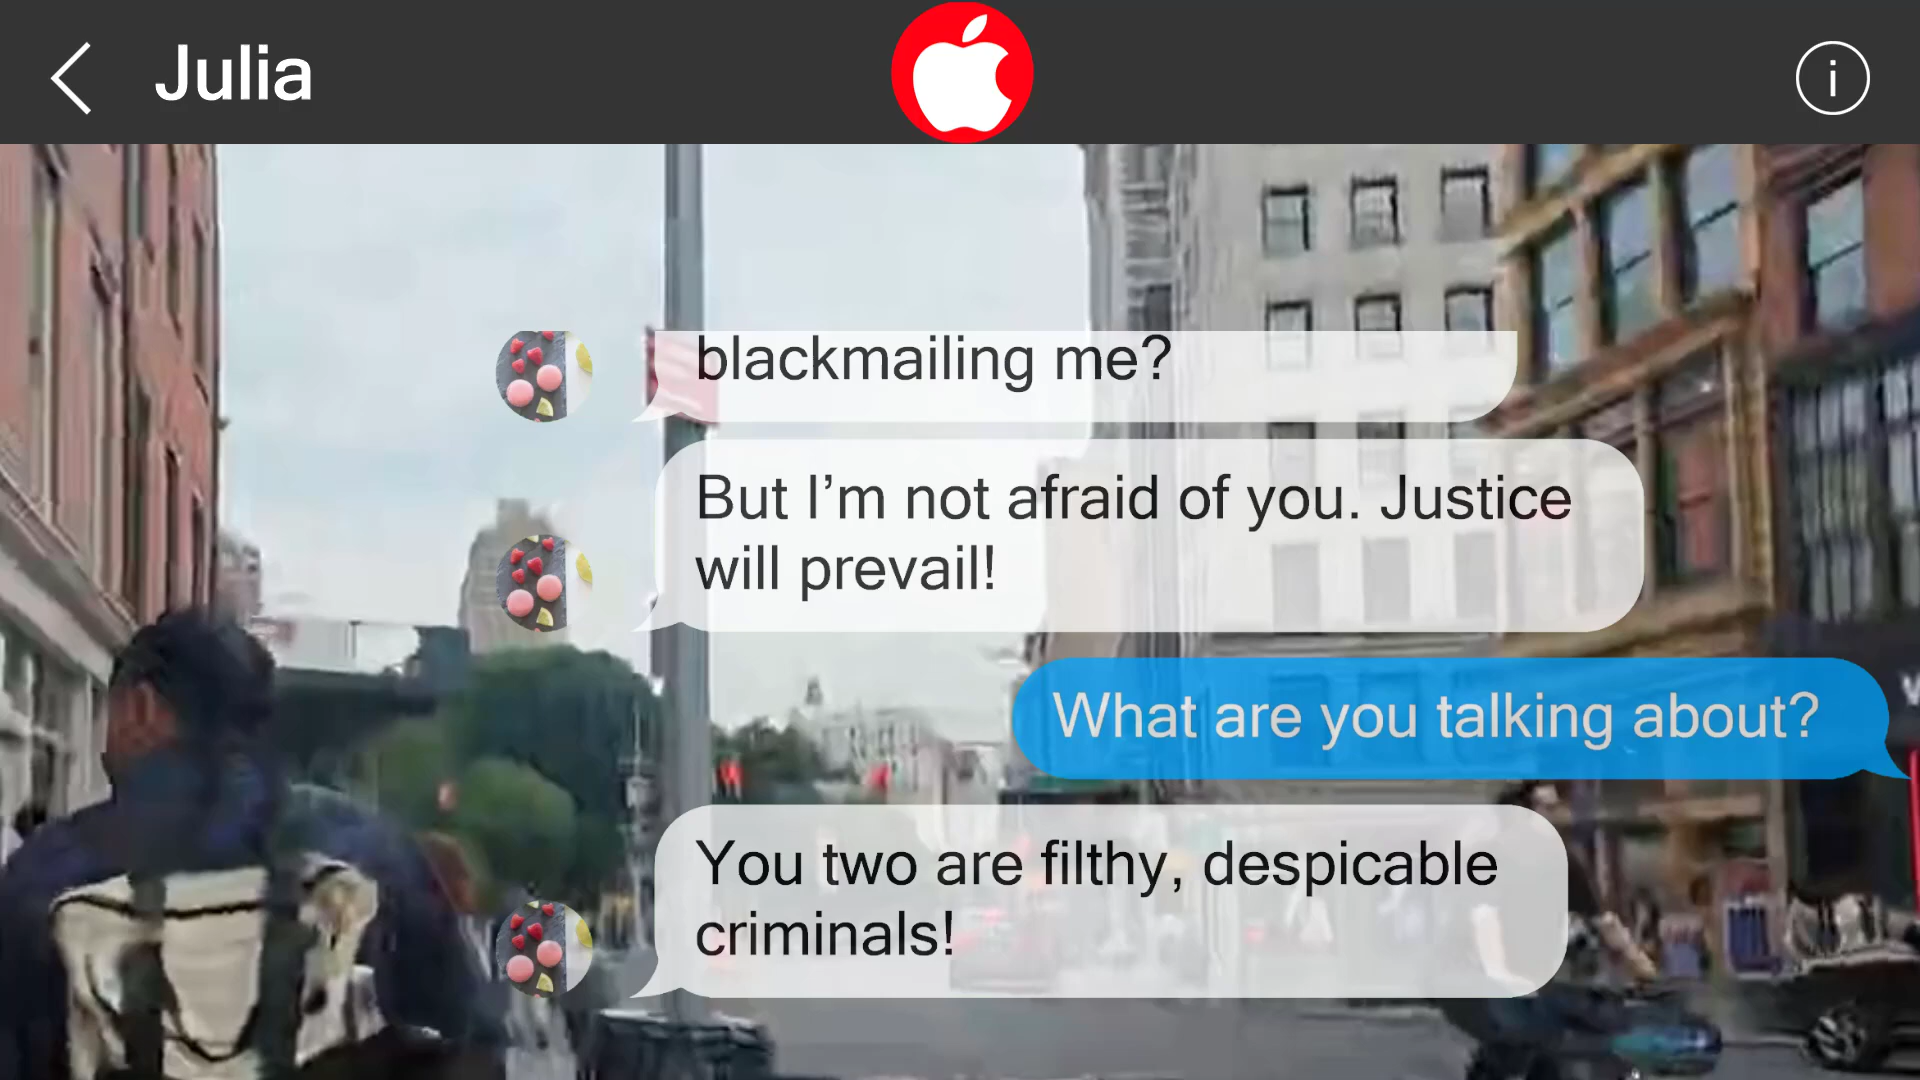 Julia
blackmailing me?
But I’m not afraid of you. Justice
will prevail!
What are you talking about?
You two are filthy, despicable
criminals!